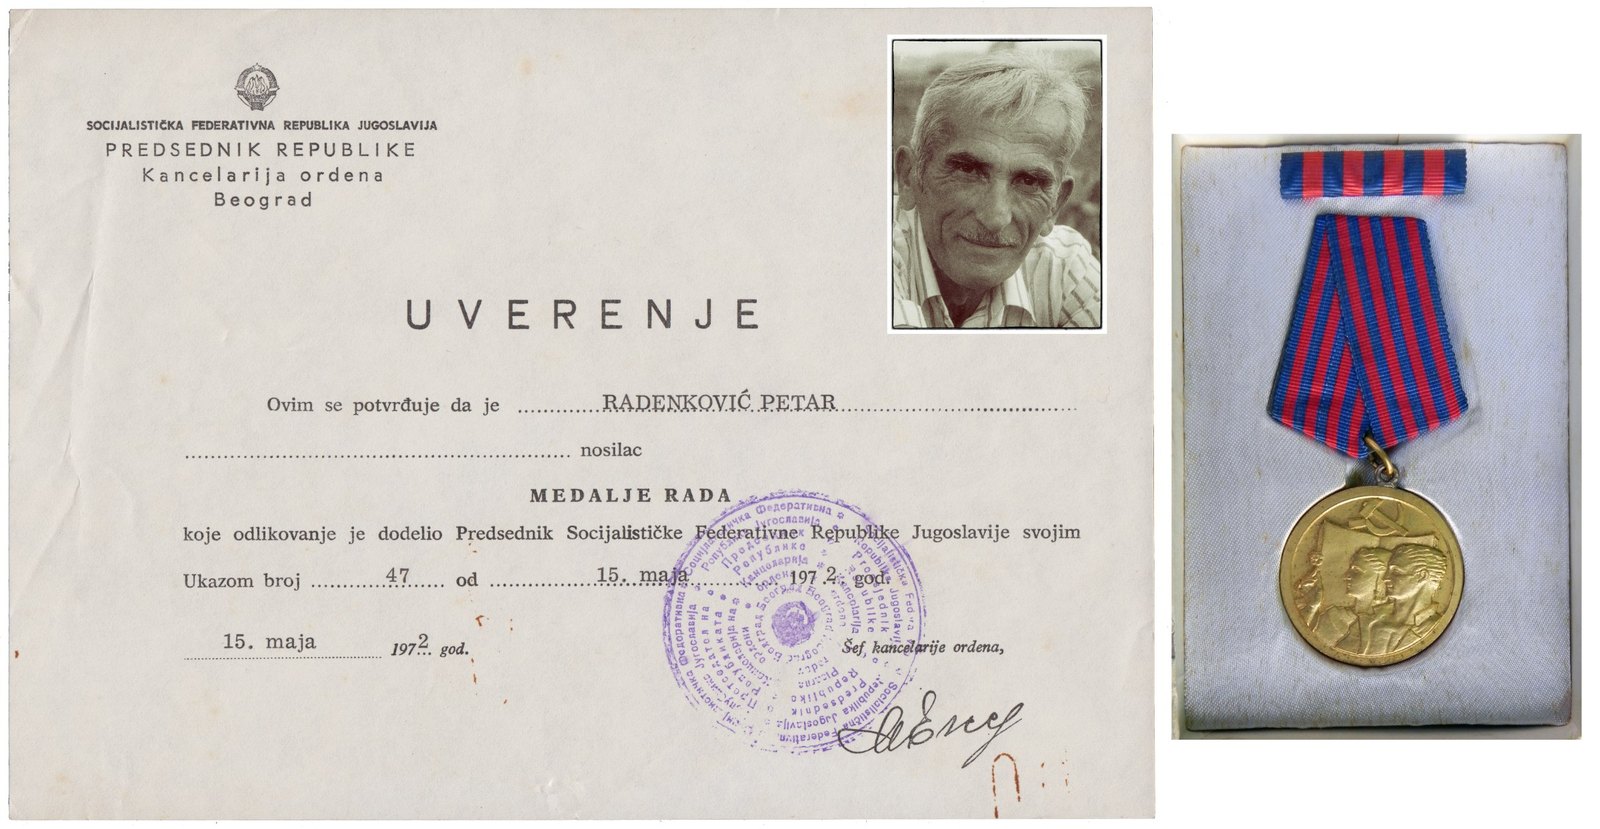 SOCIJALISTIČKA FEDERATIVNA REPUBLIKA JUGOSLAVIJA
PREDSEDNIK REPUBLIKE
Kancelarija ordena
Beograd
UVERENJE
Ovim se potvrđuje da je RADENKOVIĆ PETAR
nosilac
MEDALJE RADA
koje odlikovanje je dodelio Predsednik Socijalističke Federativne Republike Jugoslavije svojim
Ukazom broj 47 od 15. maja 1972 god.
15. maja 1972. god.
Šef kancelarije ordena,